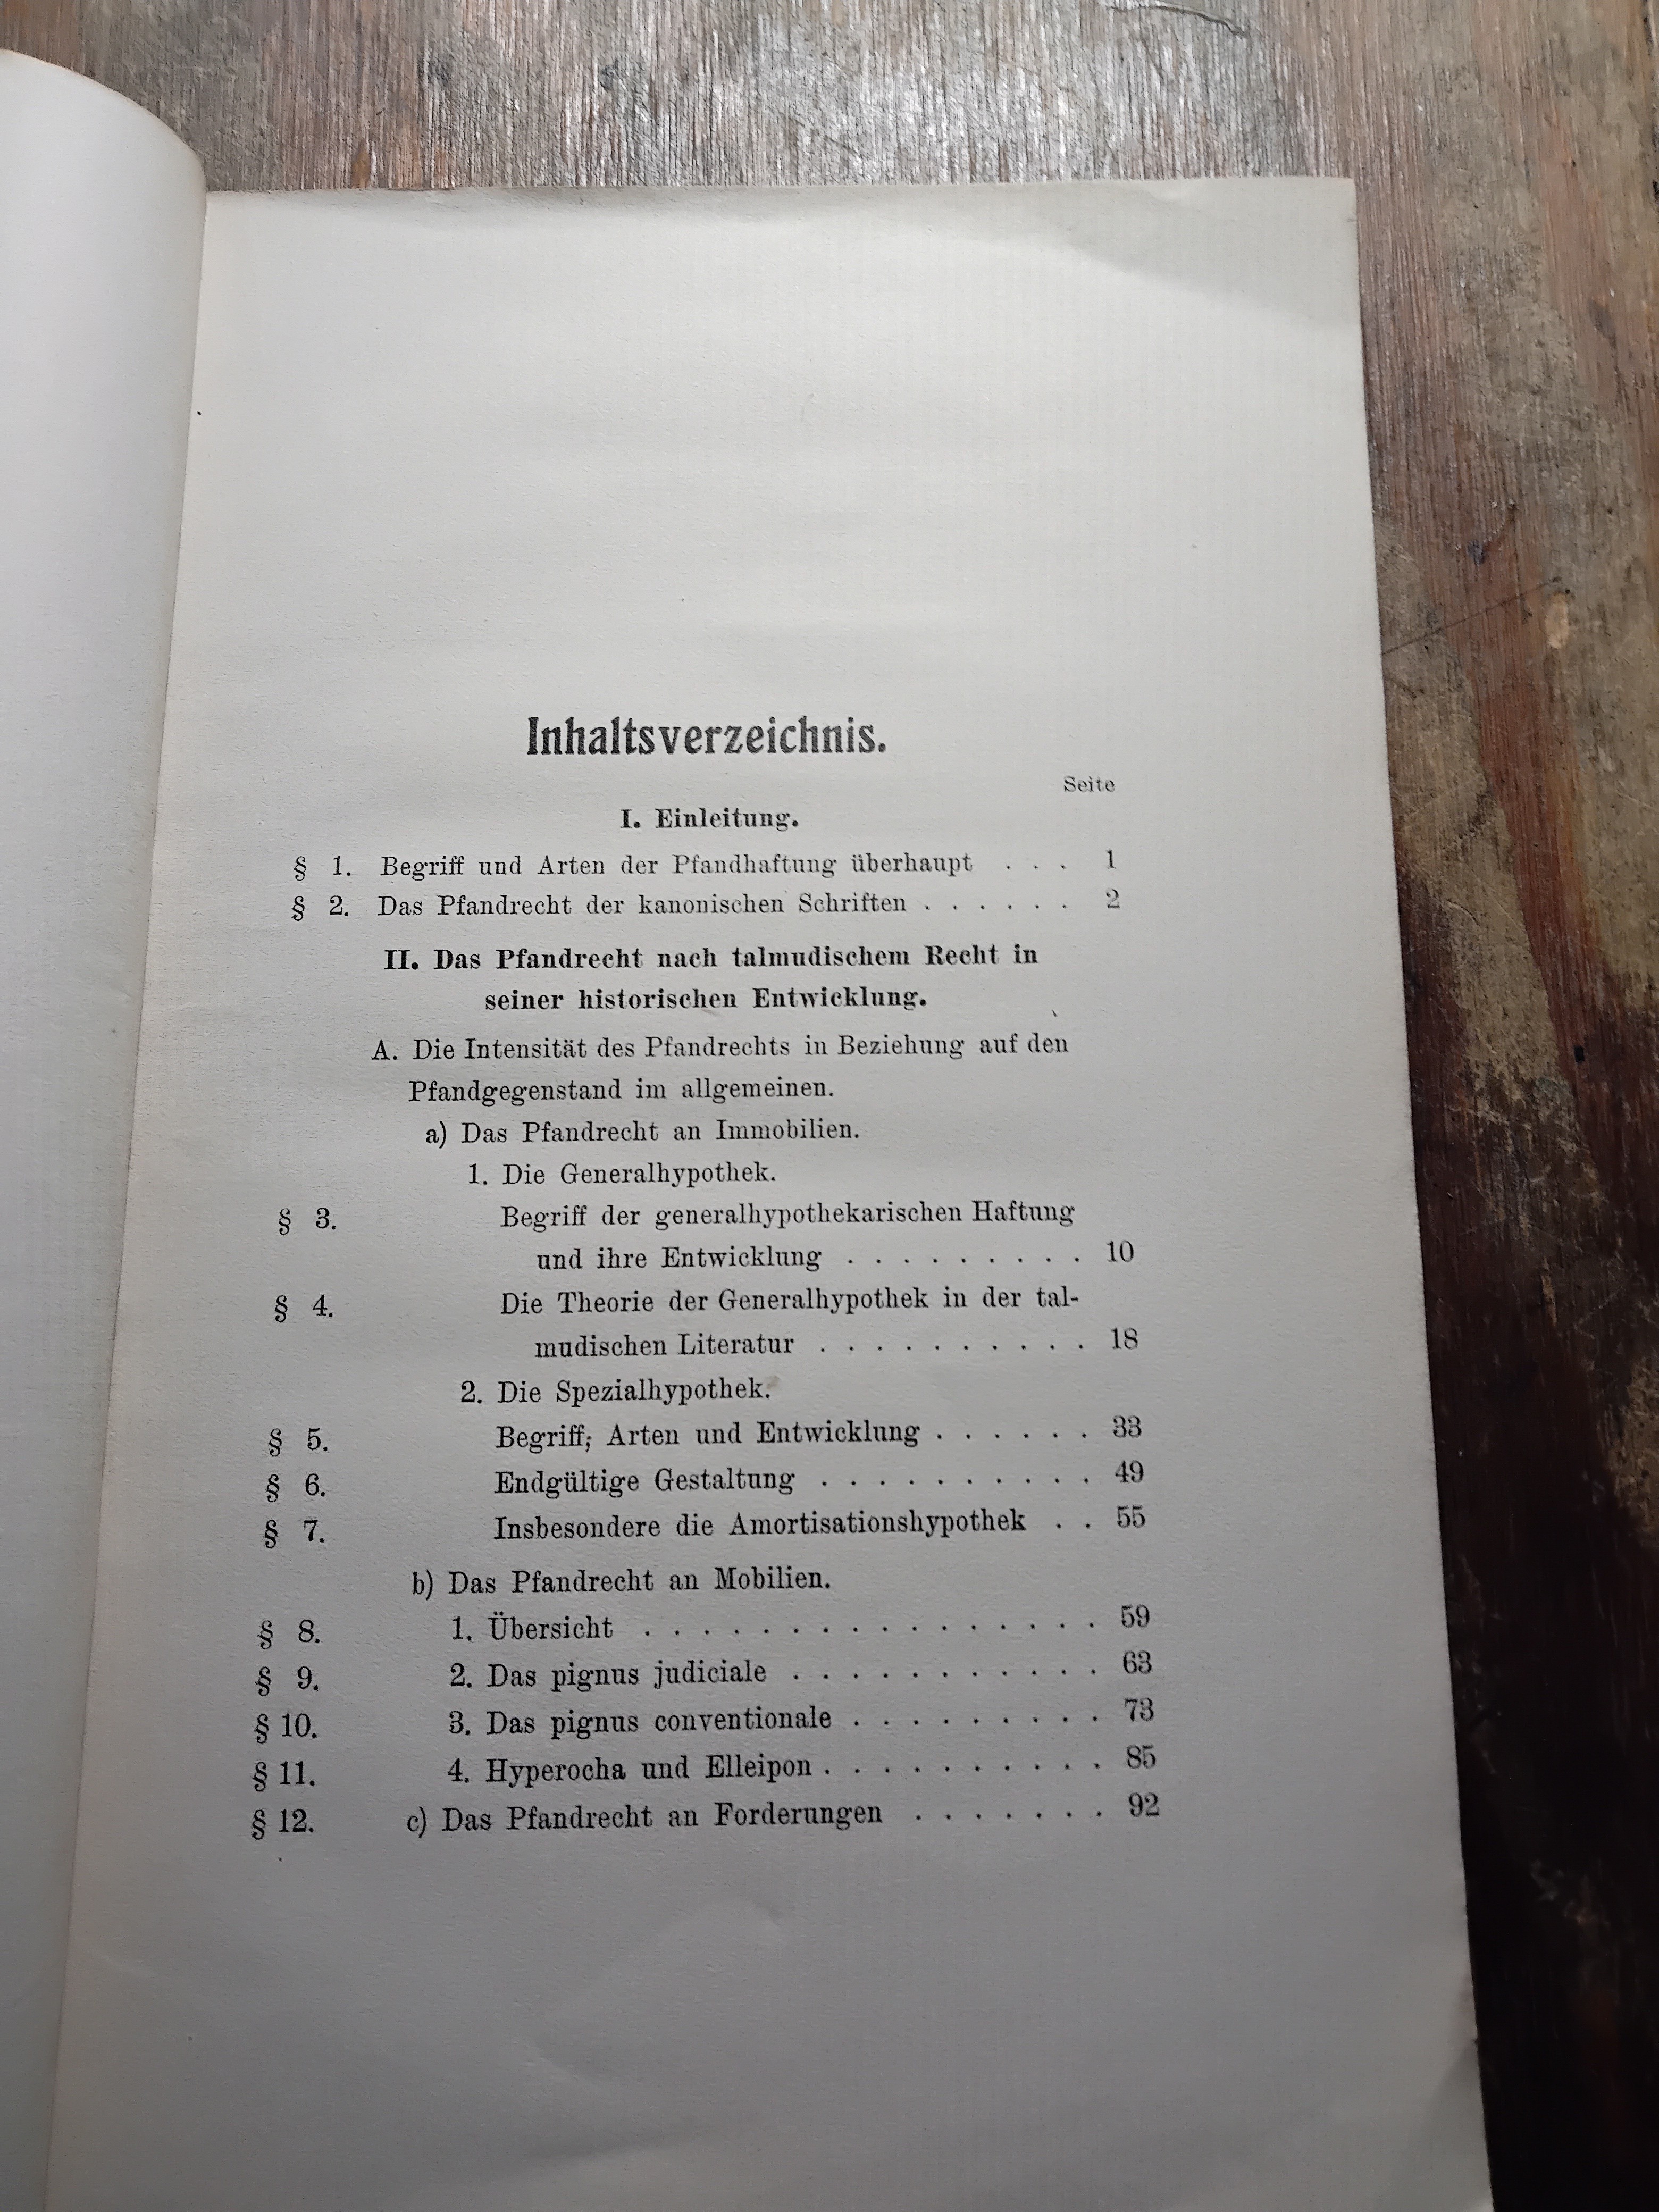 Inhaltsverzeichnis.
Seite
I. Einleitung.
§ 1. Begriff und Arten der Pfandhaftung überhaupt . . . 1
§ 2. Das Pfandrecht der kanonischen Schriften . . . . . . 2
II. Das Pfandrecht nach talmudischem Recht in
seiner historischen Entwicklung.
A. Die Intensität des Pfandrechts in Beziehung auf den
Pfandgegenstand im allgemeinen.
a) Das Pfandrecht an Immobilien.
1. Die Generalhypothek.
§ 3. Begriff der generalhypothekarischen Haftung
und ihre Entwicklung . . . . . . . . . 10
§ 4. Die Theorie der Generalhypothek in der tal-
mudischen Literatur . . . . . . . . . . 18
2. Die Spezialhypothek.
§ 5. Begriff, Arten und Entwicklung . . . . . . 33
§ 6. Endgültige Gestaltung . . . . . . . . . . 49
§ 7. Insbesondere die Amortisationshypothek . . 55
b) Das Pfandrecht an Mobilien.
§ 8. 1. Übersicht . . . . . . . . . . . . . . . . 59
§ 9. 2. Das pignus judiciale . . . . . . . . . . . 63
§ 10. 3. Das pignus conventionale . . . . . . . . . 73
§ 11. 4. Hyperocha und Elleipon . . . . . . . . . . 85
§ 12. c) Das Pfandrecht an Forderungen . . . . . . . 92